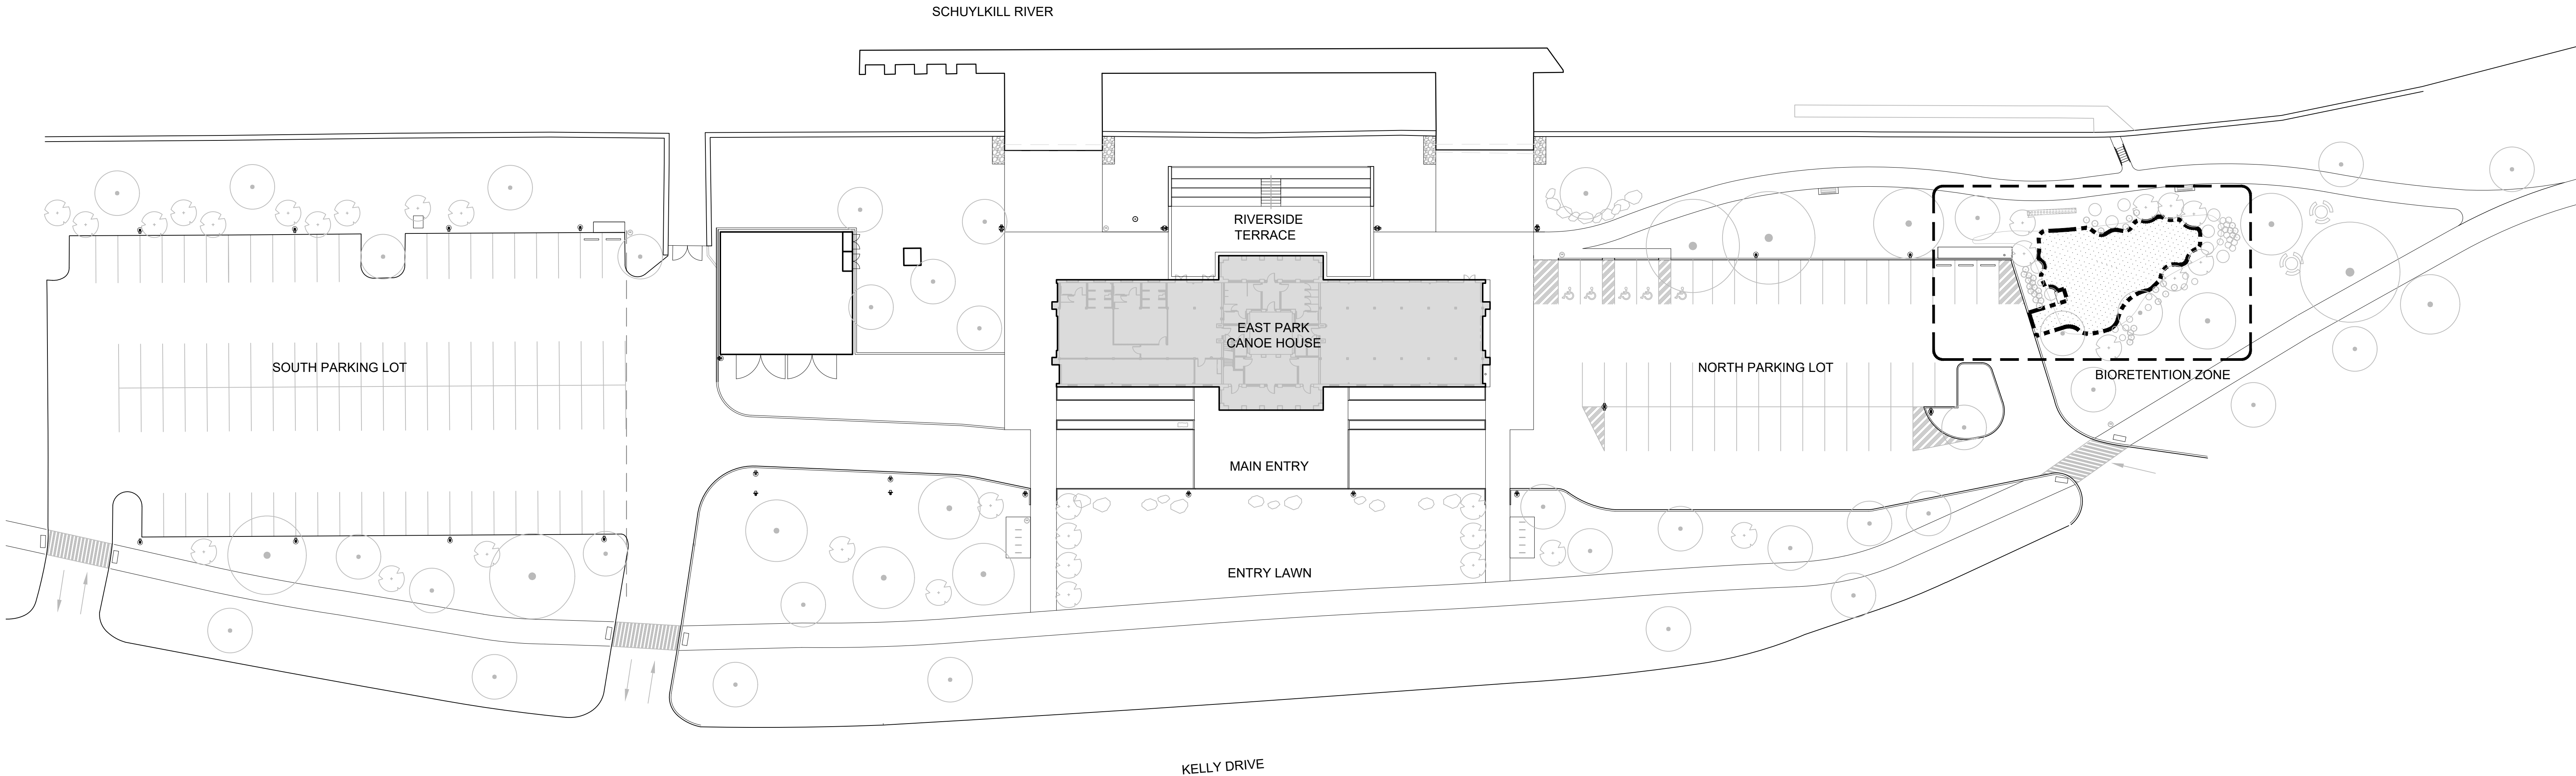 SCHUYLKILL RIVER
RIVERSIDE
TERRACE
EAST PARK
CANOE HOUSE
SOUTH PARKING LOT
NORTH PARKING LOT
BIORETENTION ZONE
MAIN ENTRY
ENTRY LAWN
KELLY DRIVE